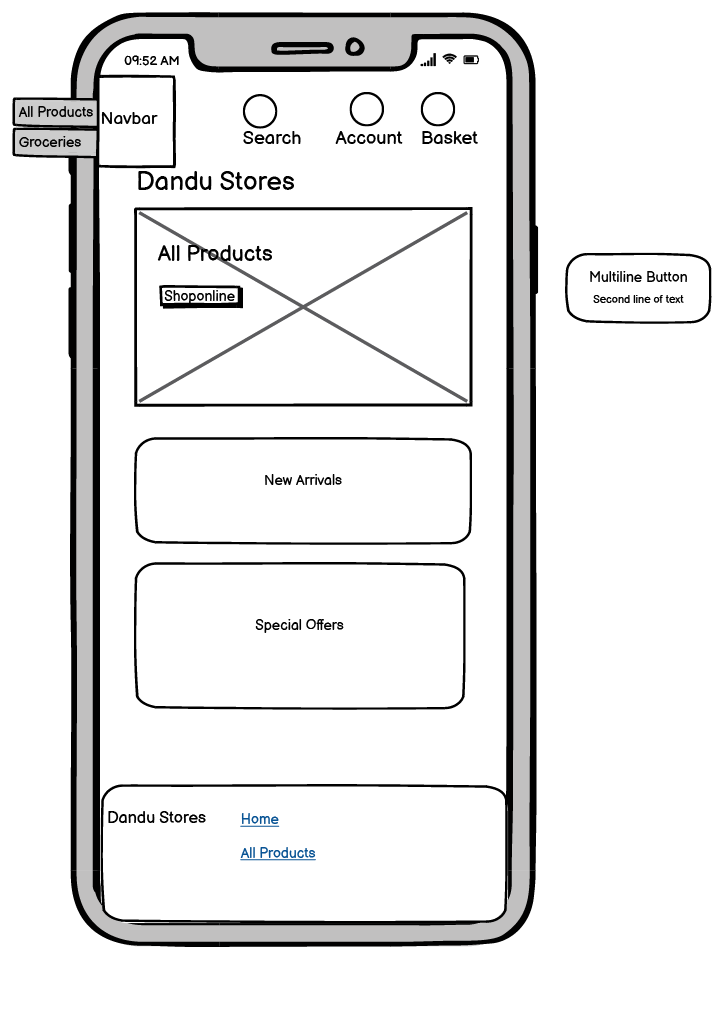 09:52 AM
All Products
Groceries
Navbar
Search
Account
Basket
Dandu Stores
All Products
Shoponline
Multiline Button
Second line of text
New Arrivals
Special Offers
Dandu Stores
Home
All Products